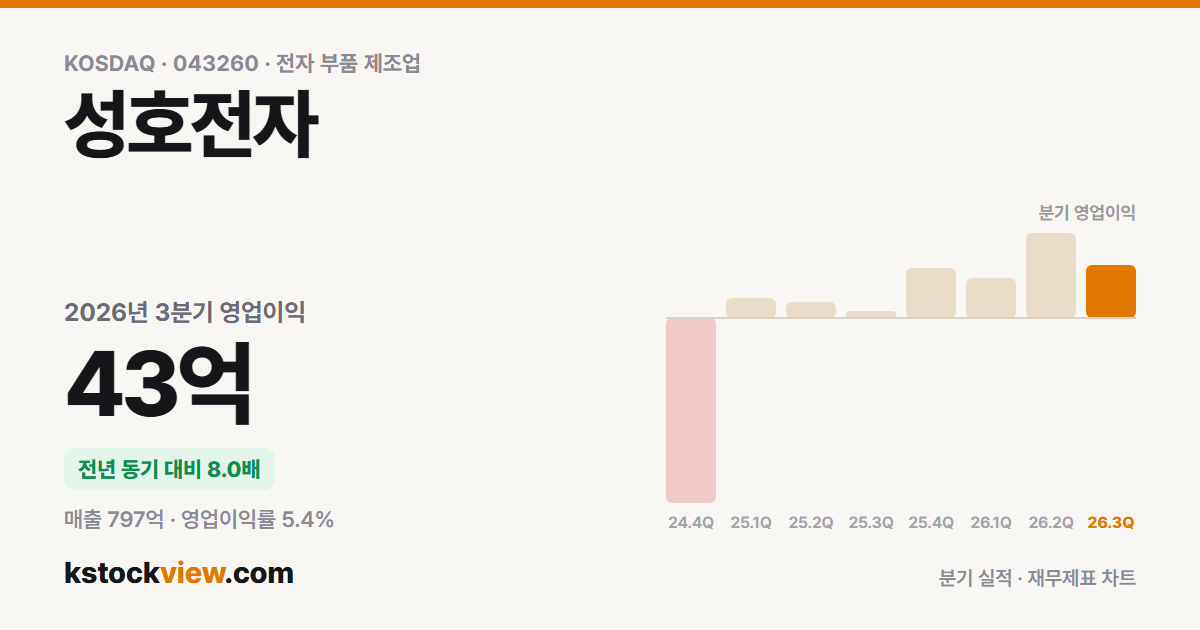 KOSDAQ · 043260 · 전자 부품 제조업
성호전자
분기 영업이익
2026년 3분기 영업이익
43억
전년 동기 대비 8.0배
매출 797억 · 영업이익률 5.4%
24.4Q 25.1Q 25.2Q 25.3Q 25.4Q 26.1Q 26.2Q 26.3Q
kstockview.com
분기 실적 · 재무제표 차트